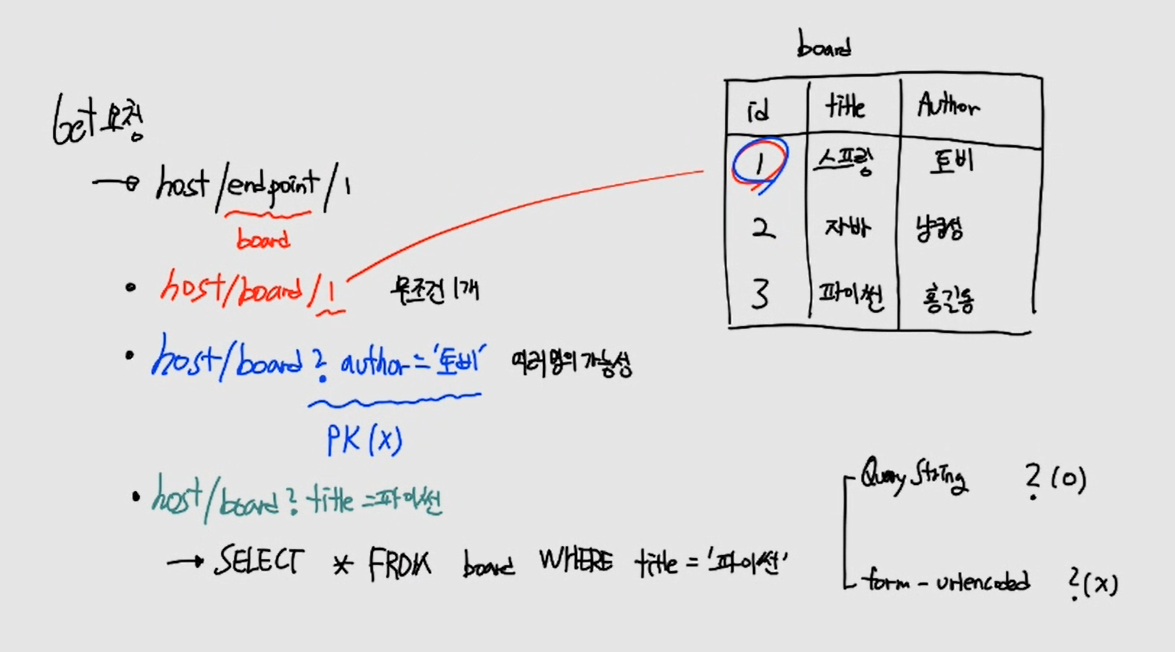 board
Get 요청
id title Author
1 스프링 토비
2 자바 남궁성
3 파이썬 홍길동
→ host/endpoint/1
board
• host/board/1 무조건 1개
• host/board?author='토비' 여러명의 가능성
PK(x)
• host/board?title=파이썬
→ SELECT * FROM board WHERE title='파이썬'
Query String ?(o)
form-urlencoded ?(x)